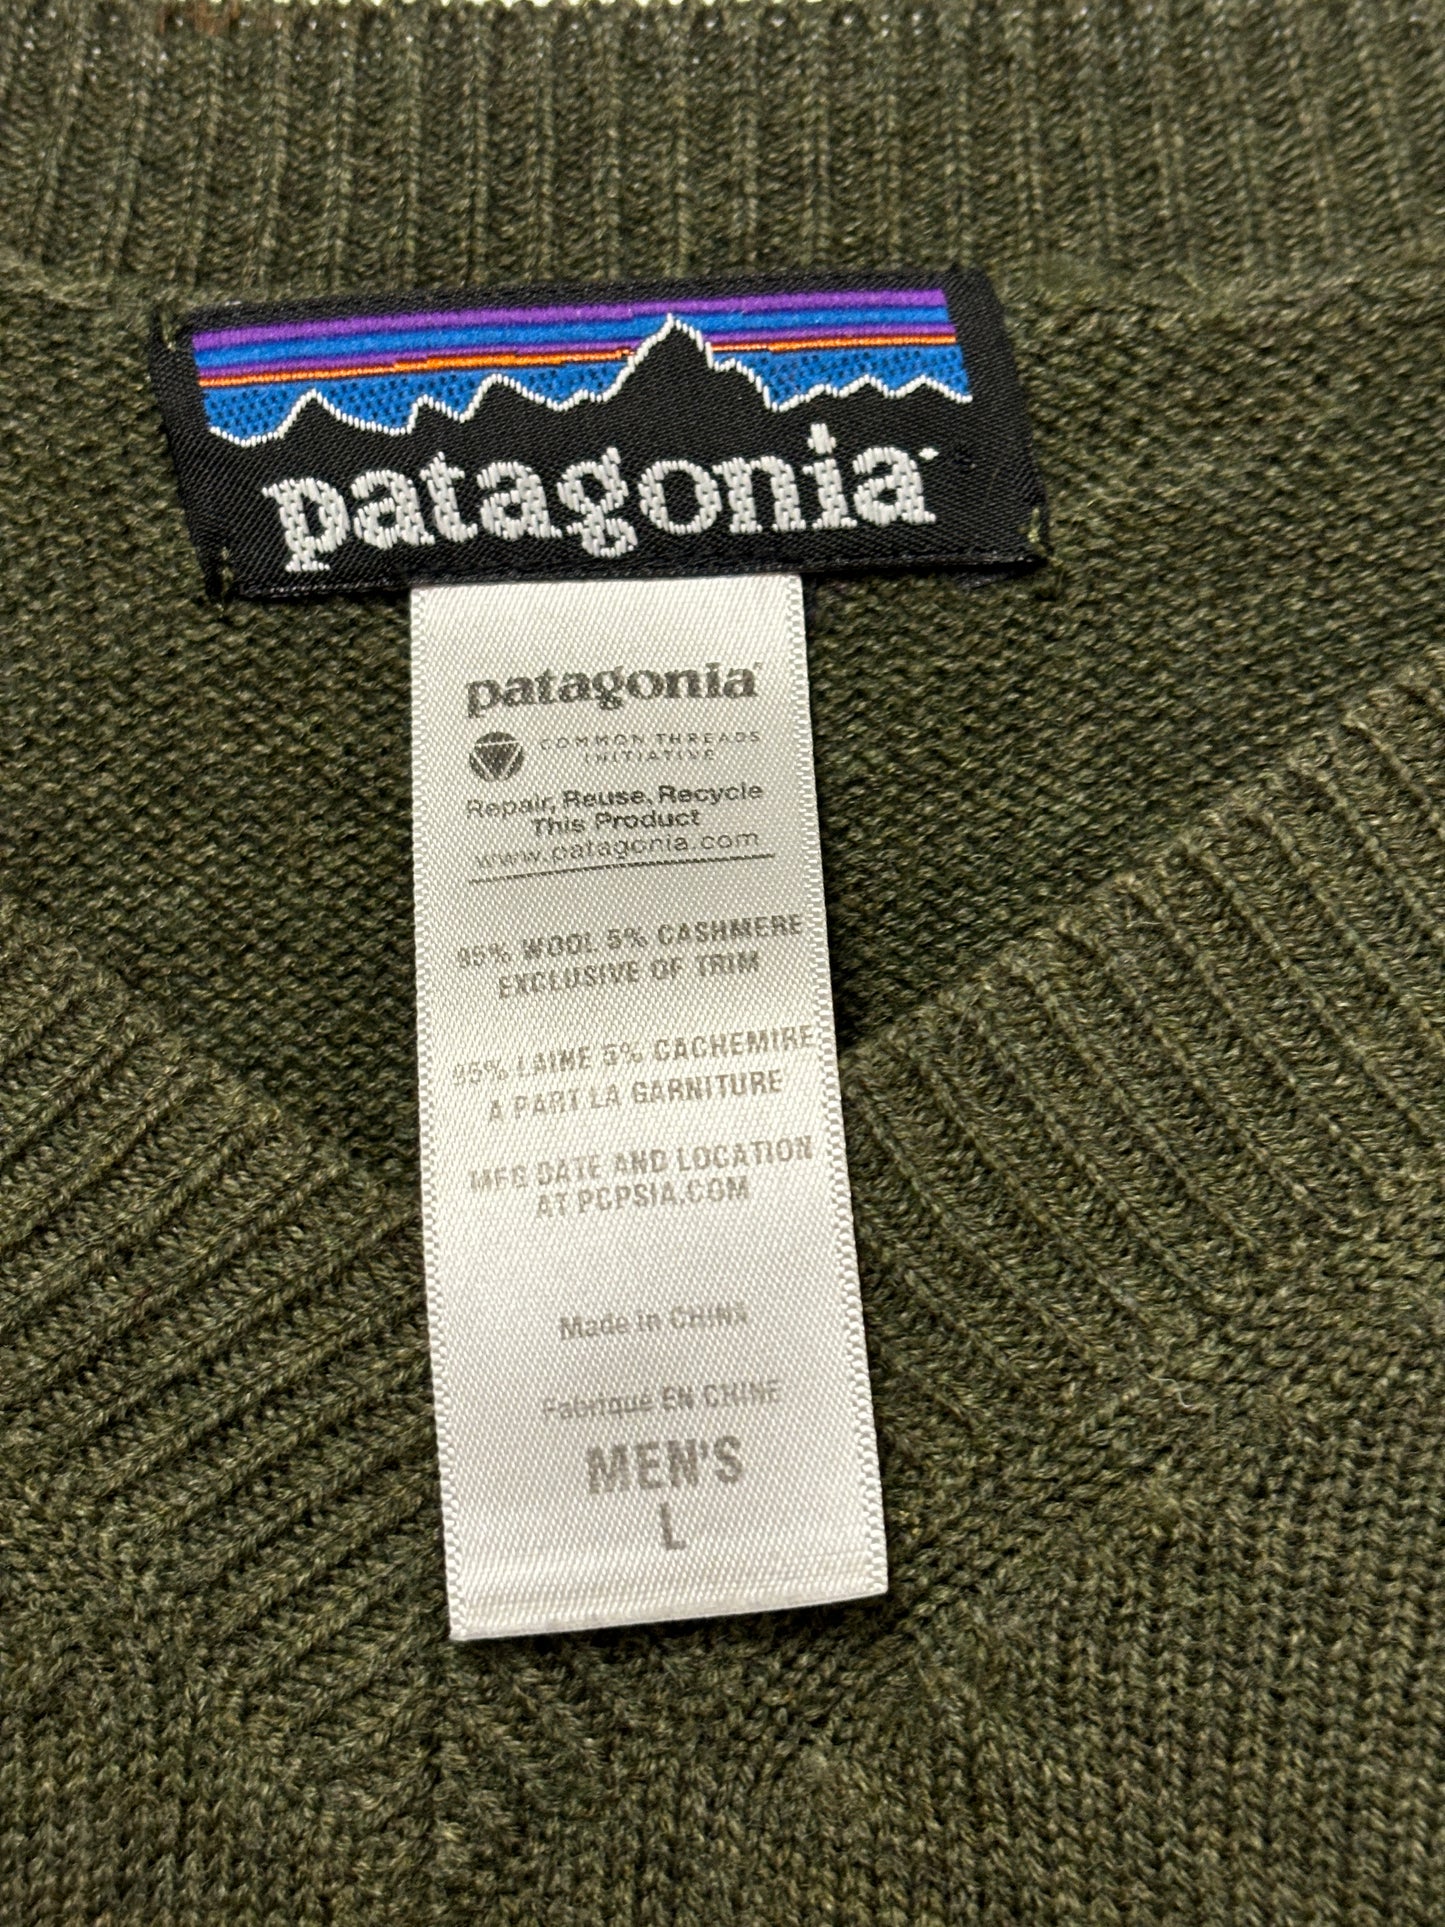 patagonia
patagonia
COMMON THREADS
INITIATIVE
Repair, Reuse, Recycle
This Product
www.patagonia.com
95% WOOL 5% CASHMERE
EXCLUSIVE OF TRIM
95% LAINE 5% CACHEMIRE
A PART LA GARNITURE
MFG DATE AND LOCATION
AT PCPSIA.COM
Made in CHINA
Fabriqué EN CHINE
MEN'S
L